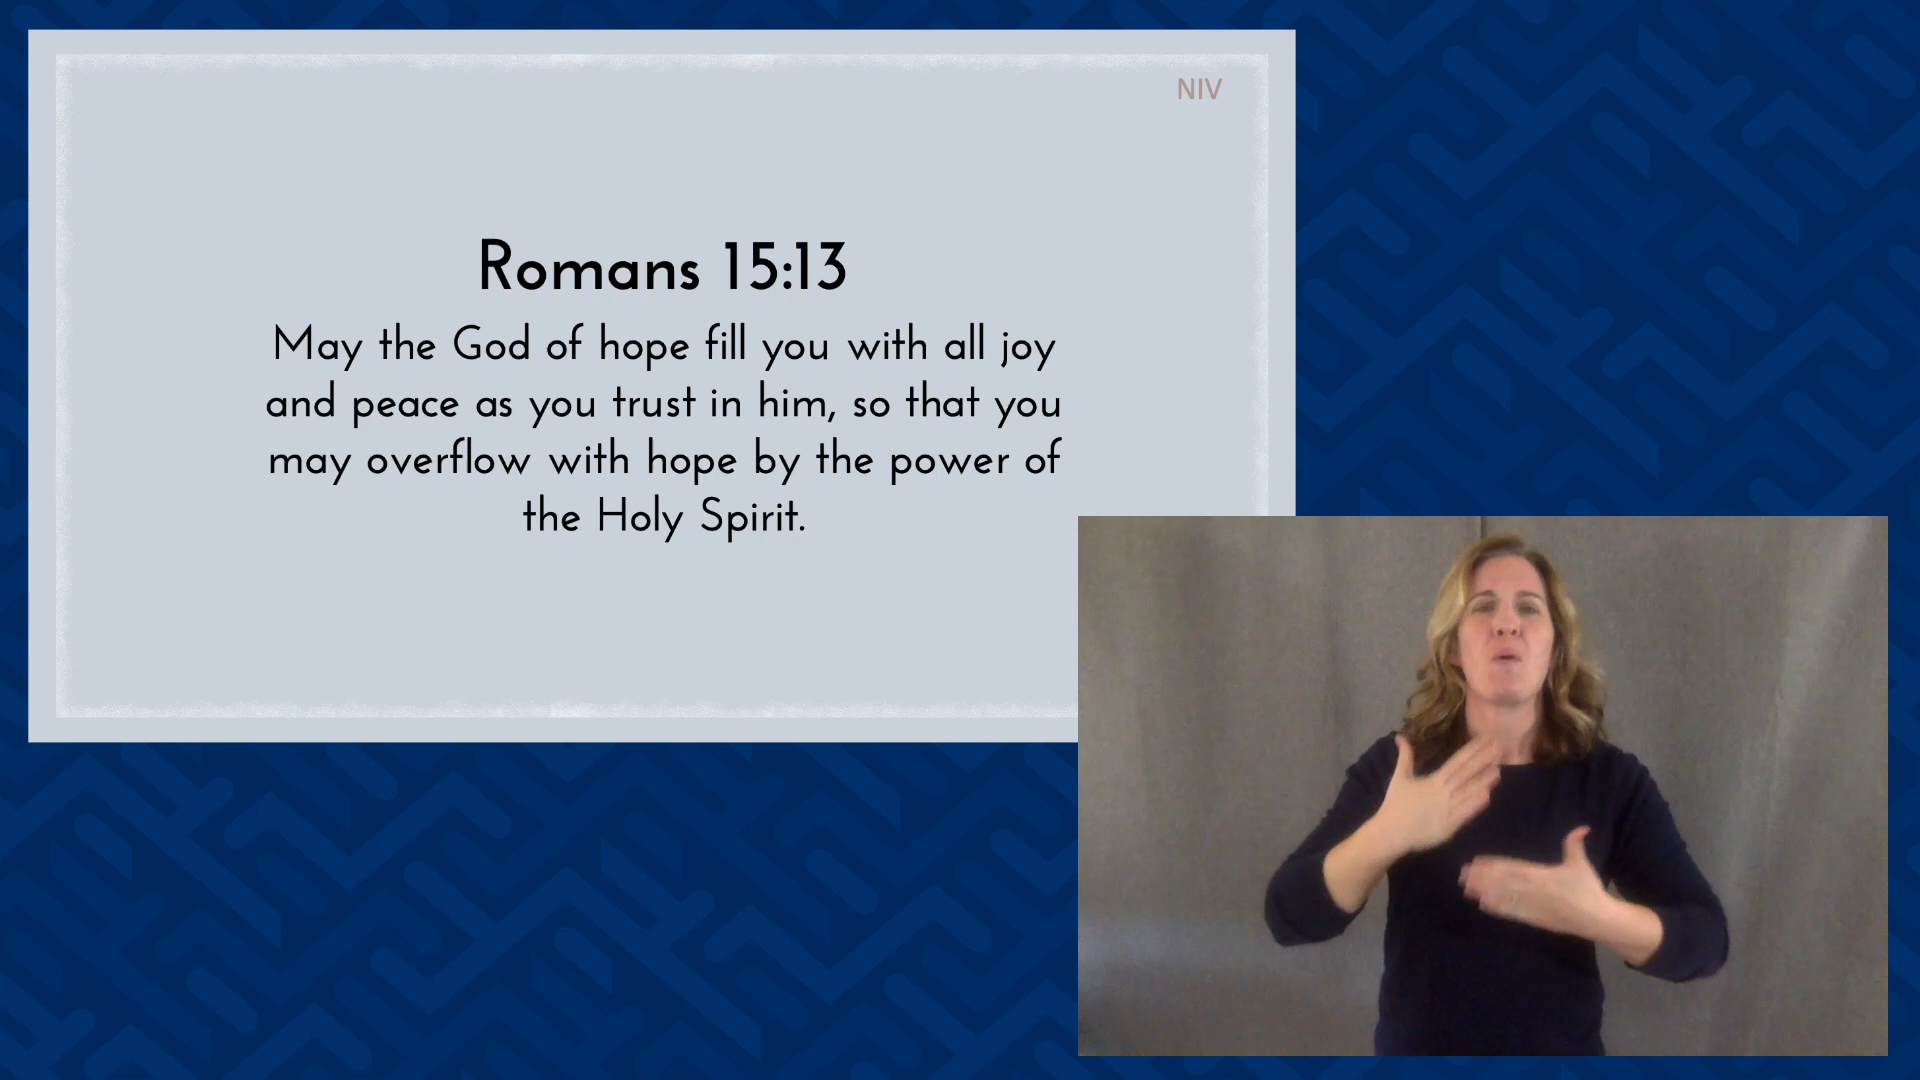 NIV
Romans 15:13
May the God of hope fill you with all joy
and peace as you trust in him, so that you
may overflow with hope by the power of
the Holy Spirit.